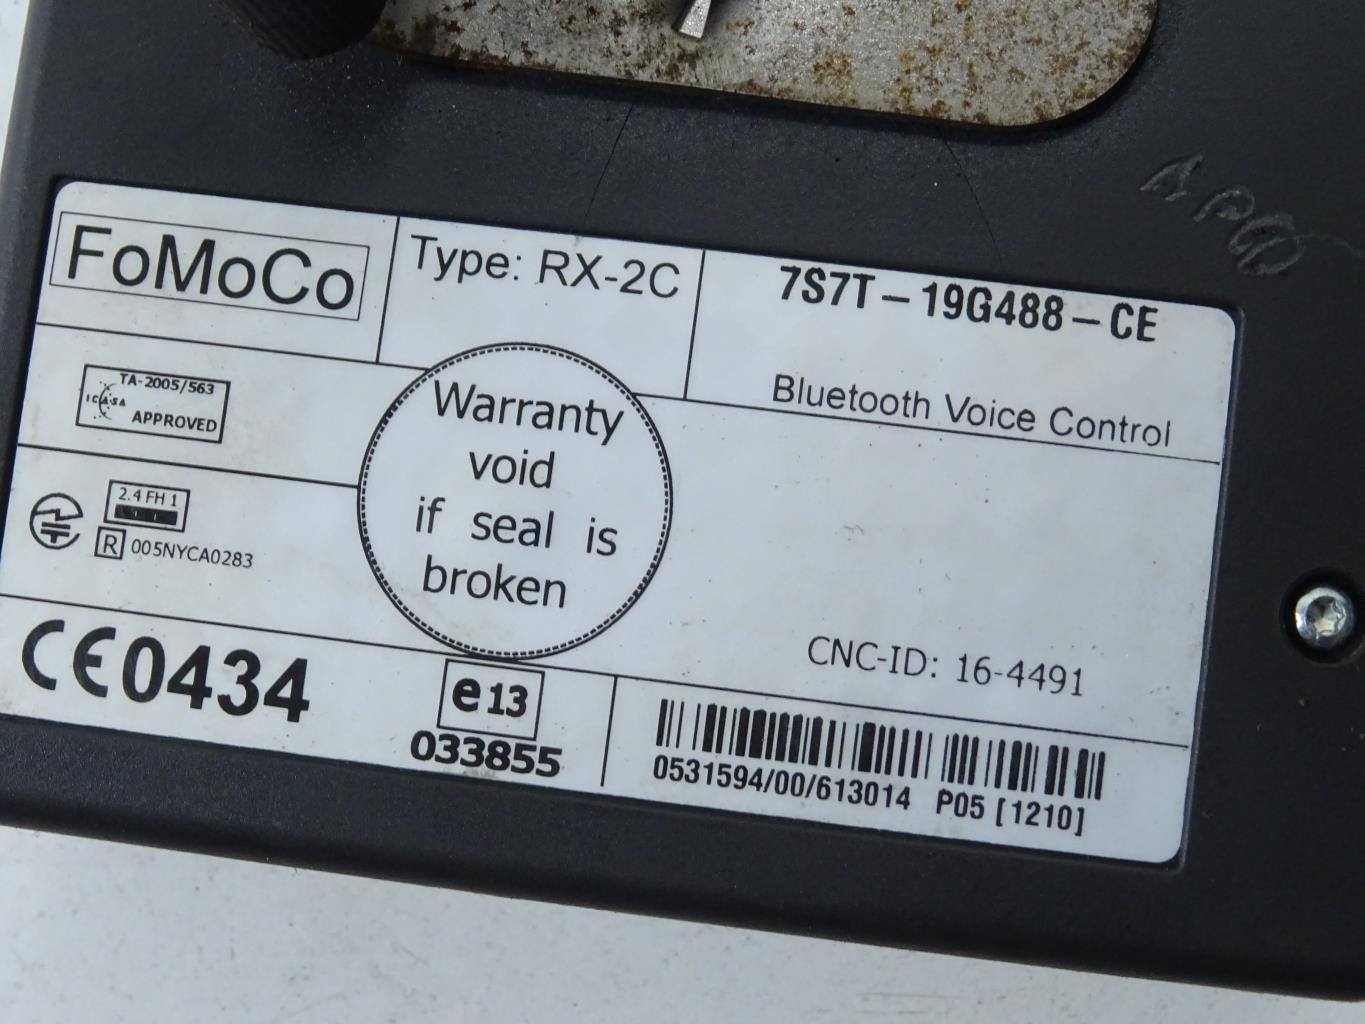 FoMoCo
Type: RX-2C
7S7T-19G488-CE
Bluetooth Voice Control
TA-2005/563
ICASA
APPROVED
Warranty
void
if seal is
broken
2.4 FH 1
R 005NYCA0283
CNC-ID: 16-4491
CE0434
e13
033855
0531594/00/613014 P05 [1210]